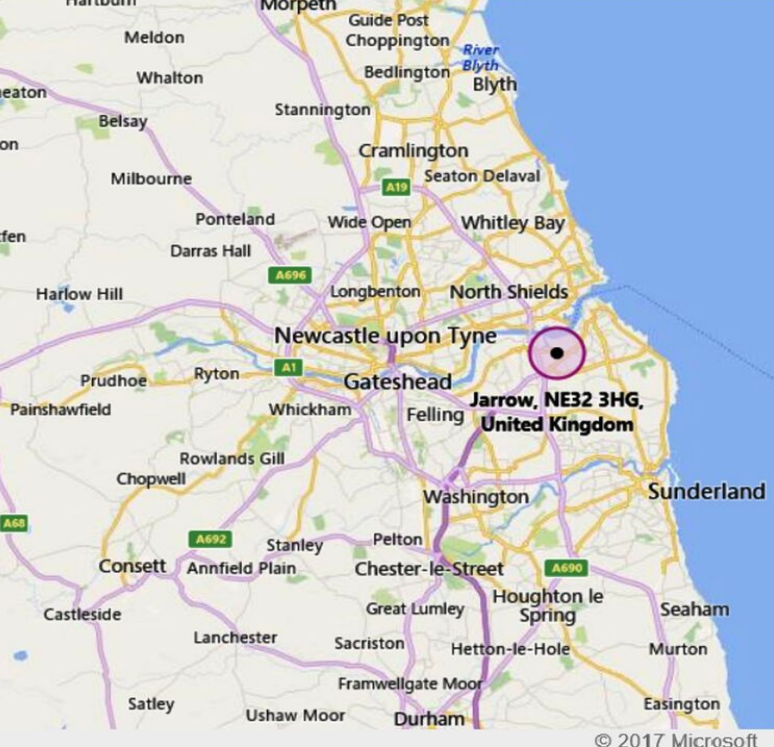 Hartburn
Morpeth
Guide Post
Meldon
Choppington
River
Blyth
Whalton
Bedlington
Blyth
eaton
Stannington
Belsay
on
Cramlington
Milbourne
Seaton Delaval
A19
Ponteland
Wide Open
Whitley Bay
fen
Darras Hall
A696
Harlow Hill
Longbenton
North Shields
Newcastle upon Tyne
A1
Prudhoe
Ryton
Gateshead
Painshawfield
Whickham
Felling
Jarrow, NE32 3HG,
United Kingdom
Rowlands Gill
Chopwell
Washington
Sunderland
A68
A692
Stanley
Pelton
Consett
Annfield Plain
Chester-le-Street
A690
Castleside
Great Lumley
Houghton le
Spring
Seaham
Lanchester
Sacriston
Hetton-le-Hole
Murton
Framwellgate Moor
Satley
Ushaw Moor
Durham
Easington
© 2017 Microsoft